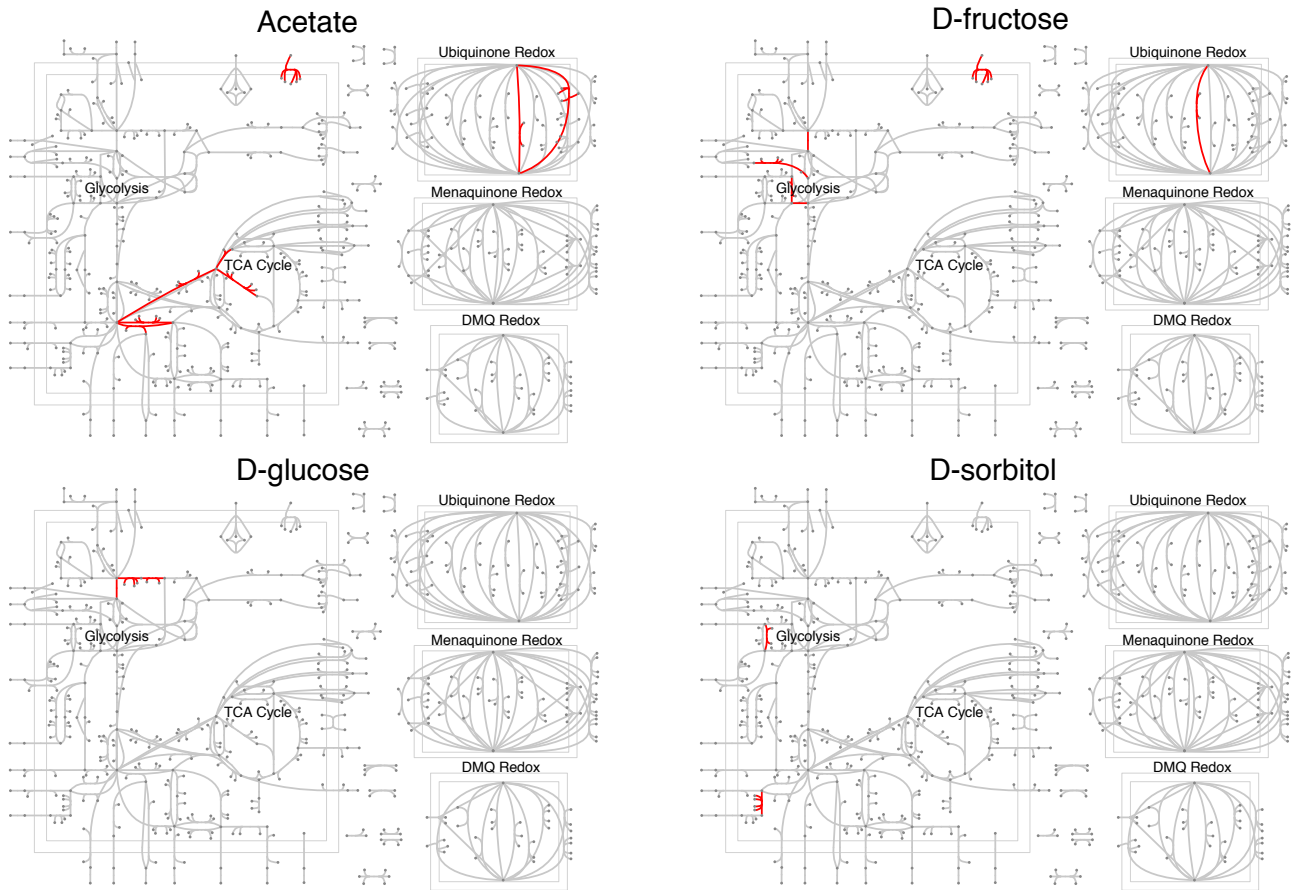 Acetate
Ubiquinone Redox
Glycolysis
Menaquinone Redox
TCA Cycle
DMQ Redox
D-fructose
Ubiquinone Redox
Glycolysis
Menaquinone Redox
TCA Cycle
DMQ Redox
D-glucose
Ubiquinone Redox
Glycolysis
Menaquinone Redox
TCA Cycle
DMQ Redox
D-sorbitol
Ubiquinone Redox
Glycolysis
Menaquinone Redox
TCA Cycle
DMQ Redox